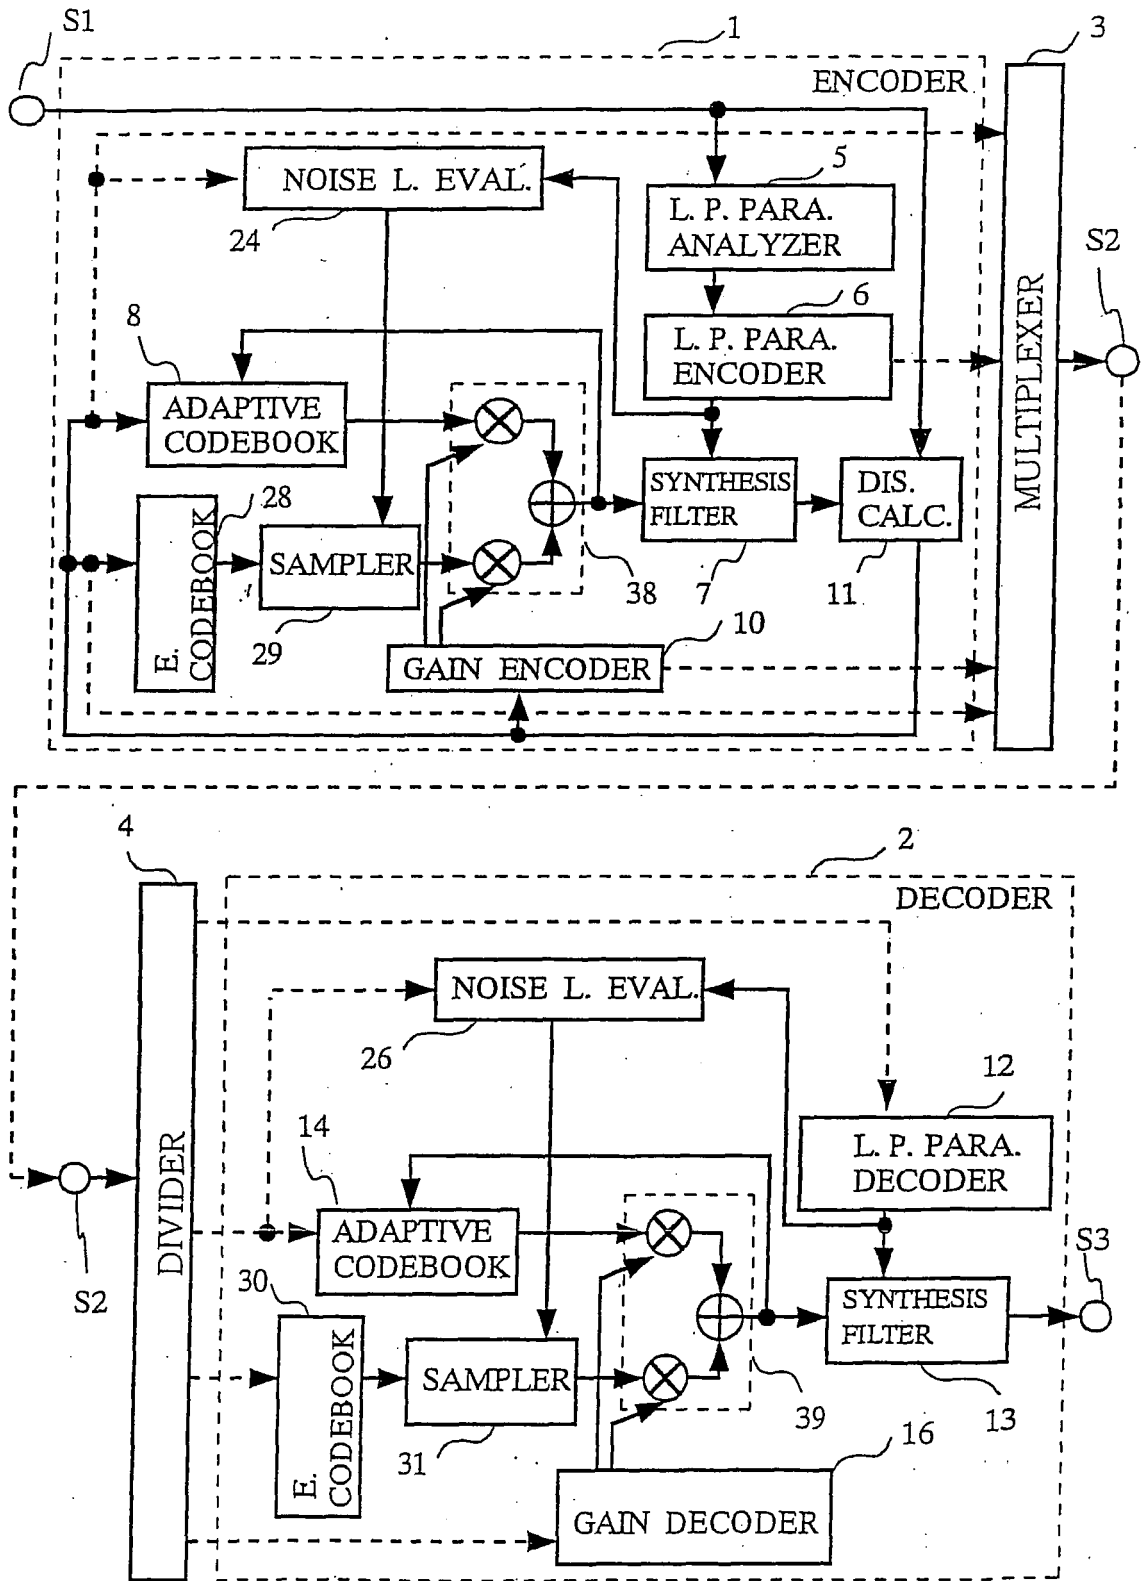 S1
1
3
ENCODER
NOISE L. EVAL.
24
5
L. P. PARA.
ANALYZER
S2
6
L. P. PARA.
ENCODER
MULTIPLEXER
8
ADAPTIVE
CODEBOOK
28
E.
CODEBOOK
SAMPLER
29
38
SYNTHESIS
FILTER
7
DIS.
CALC.
11
10
GAIN ENCODER
4
2
DECODER
NOISE L. EVAL.
26
12
L. P. PARA.
DECODER
14
ADAPTIVE
CODEBOOK
DIVIDER
S2
30
E.
CODEBOOK
SAMPLER
31
39
SYNTHESIS
FILTER
13
S3
16
GAIN DECODER